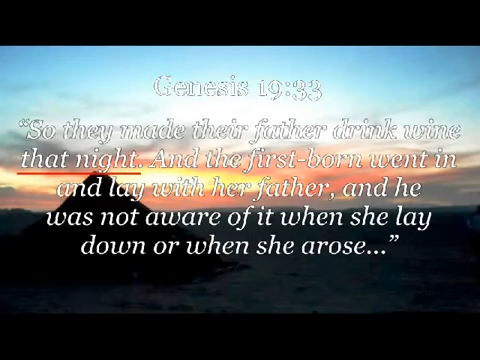 Genesis 19:33
“So they made their father drink wine
that night. And the first-born went in
and lay with her father, and he
was not aware of it when she lay
down or when she arose...”